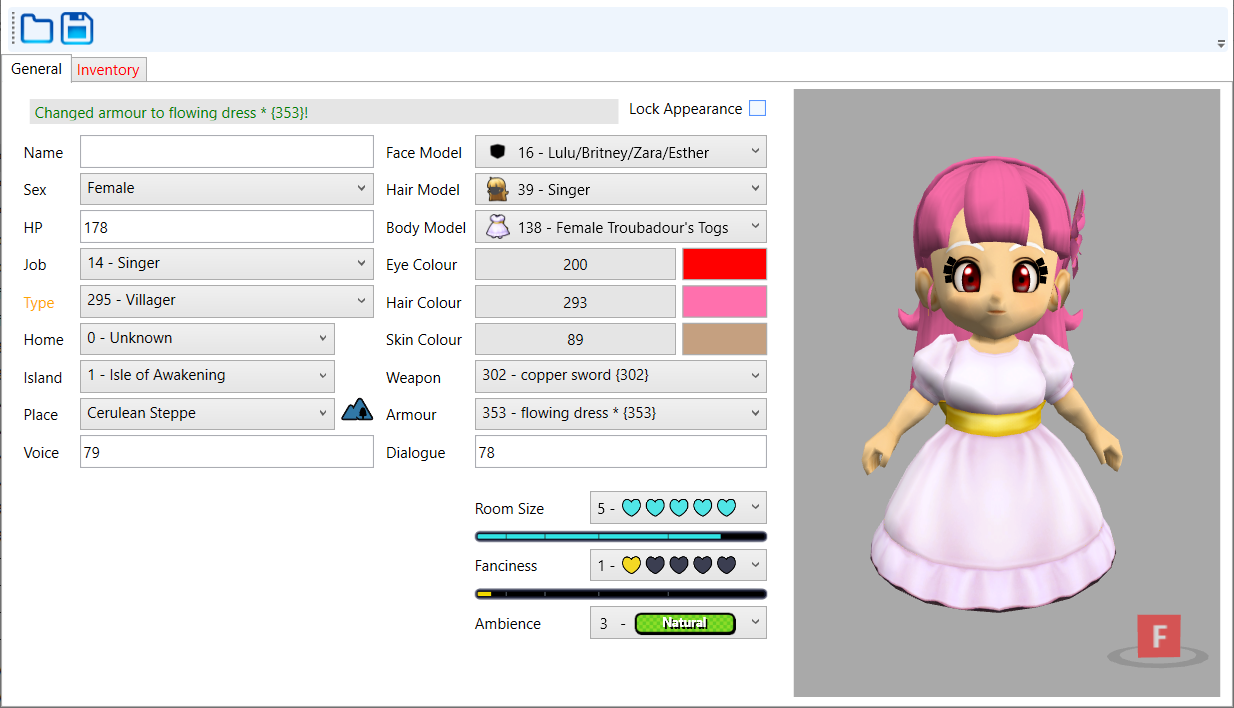 General Inventory
Changed armour to flowing dress * {353}! Lock Appearance
Name Face Model 16 - Lulu/Britney/Zara/Esther
Sex Female Hair Model 39 - Singer
HP 178 Body Model 138 - Female Troubadour's Togs
Job 14 - Singer Eye Colour 200
Type 295 - Villager Hair Colour 293
Home 0 - Unknown Skin Colour 89
Island 1 - Isle of Awakening Weapon 302 - copper sword {302}
Place Cerulean Steppe Armour 353 - flowing dress * {353}
Voice 79 Dialogue 78
Room Size 5 -
Fanciness 1 -
Ambience 3 - Natural
F